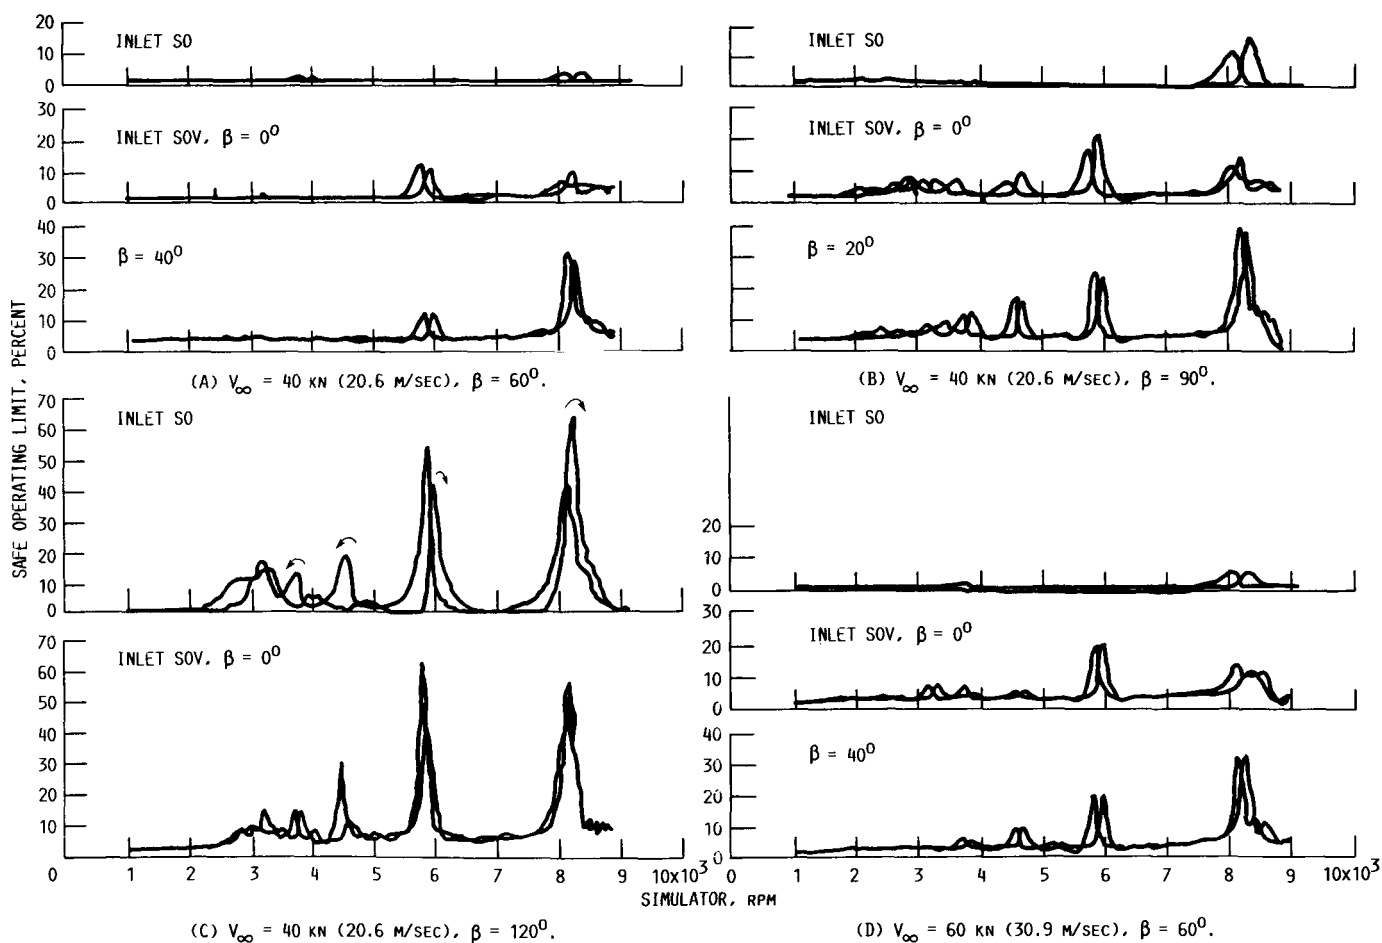 SAFE OPERATING LIMIT, PERCENT
20
10
0
INLET SO
30
20
10
0
INLET SOV, β = 0⁰
40
30
20
10
0
β = 40⁰
(A) V∞ = 40 KN (20.6 M/SEC), β = 60⁰.
INLET SO
INLET SOV, β = 0⁰
β = 20⁰
(B) V∞ = 40 KN (20.6 M/SEC), β = 90⁰.
70
60
50
40
30
20
10
0
INLET SO
70
60
50
40
30
20
10
INLET SOV, β = 0⁰
0 1 2 3 4 5 6 7 8 9 10×10³
(C) V∞ = 40 KN (20.6 M/SEC), β = 120⁰.
INLET SO
20
10
0
30
20
10
0
INLET SOV, β = 0⁰
40
30
20
10
0
β = 40⁰
1 2 3 4 5 6 7 8 9 10×10³
SIMULATOR, RPM
(D) V∞ = 60 KN (30.9 M/SEC), β = 60⁰.